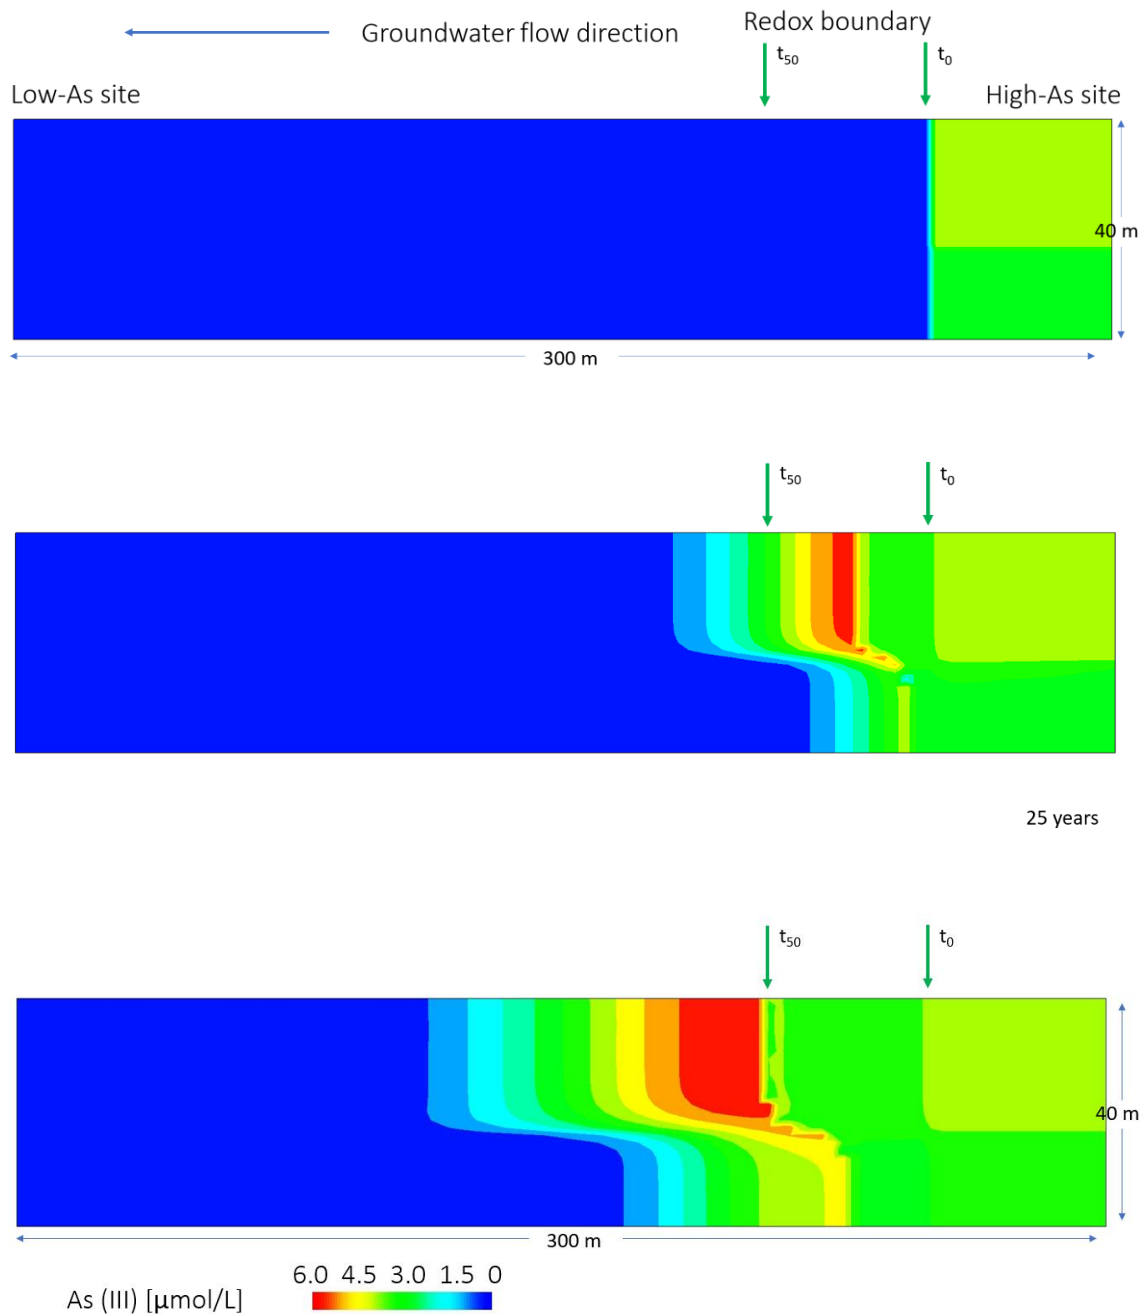 Groundwater flow direction
Redox boundary
t50
t0
Low-As site
High-As site
40 m
300 m
t50
t0
25 years
t50
t0
40 m
300 m
6.0 4.5 3.0 1.5 0
As (III) [μmol/L]